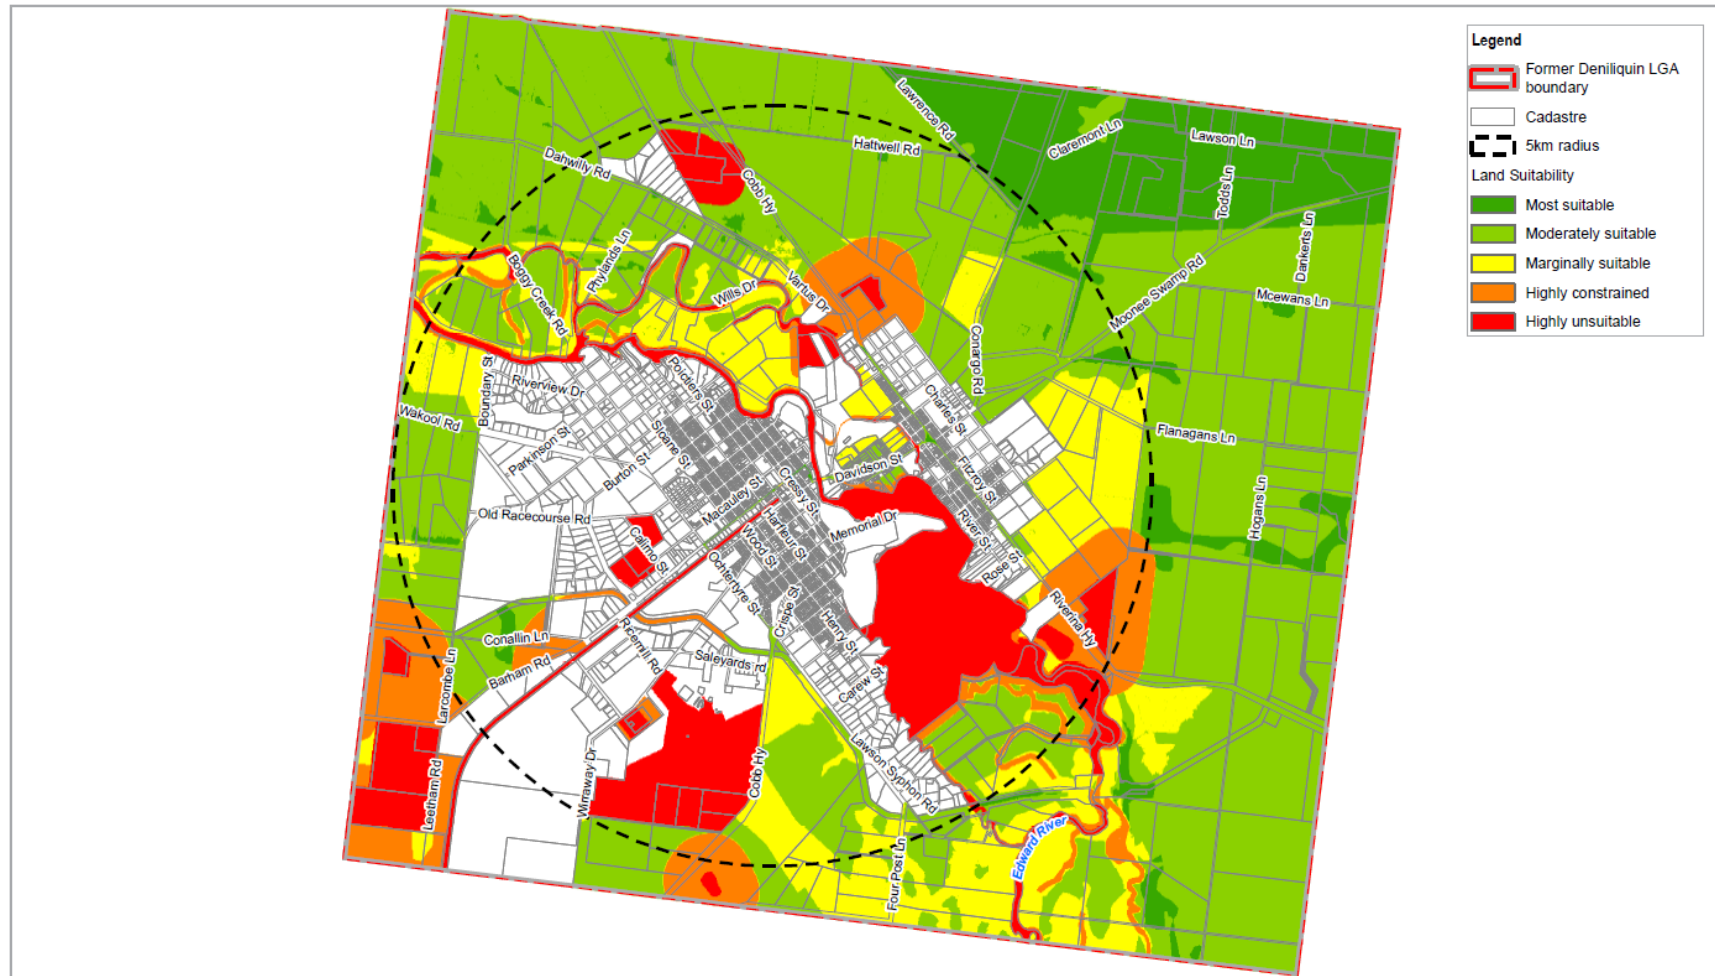 Legend
Former Deniliquin LGA
boundary
Cadastre
5km radius
Land Suitability
Most suitable
Moderately suitable
Marginally suitable
Highly constrained
Highly unsuitable
Lawrence Rd
Hattwell Rd
Claremont Ln
Lawson Ln
Dahwilly Rd
Cobb Hy
Todds Ln
Dankerts Ln
Phylands Ln
Boggy Creek Rd
Wills Dr
Vartus Dr
Moonee Swamp Rd
Mcewans Ln
Conargo Rd
Boundary St
Riverview Dr
Poictiers St
Charles St
Wakool Rd
Flanagans Ln
Parkinson St
Sloane St
Burton St
Davidson St
Fitzroy St
Cressy St
Macauley St
Hogans Ln
Old Racecourse Rd
Harfleur St
Memorial Dr
River St
Calimo St
Wood St
Ochtertyre St
Rose St
Crispe St
Henry St
Riverina Hy
Conallin Ln
Ricemill Rd
Saleyards rd
Barham Rd
Larcombe Ln
Carew St
Lawson Syphon Rd
Cobb Hy
Wirraway Dr
Leetham Rd
Edward River
Four Post Ln